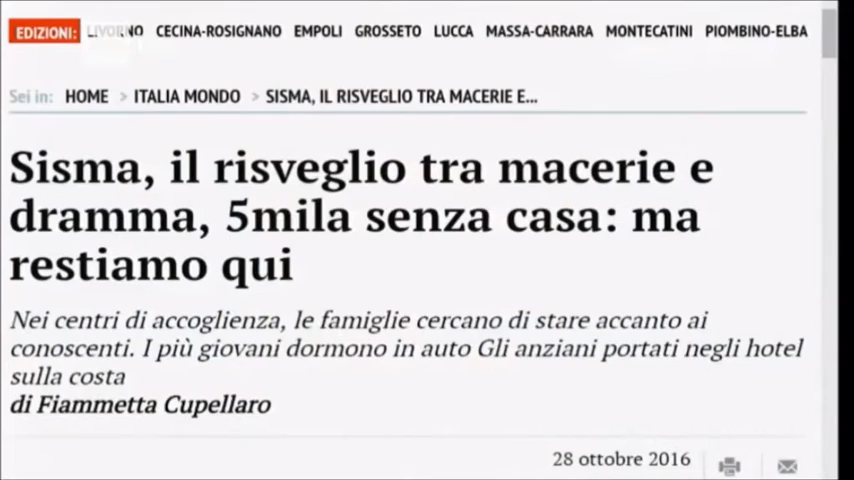 EDIZIONI: LIVORNO CECINA-ROSIGNANO EMPOLI GROSSETO LUCCA MASSA-CARRARA MONTECATINI PIOMBINO-ELBA
Sei in: HOME > ITALIA MONDO > SISMA, IL RISVEGLIO TRA MACERIE E...
Sisma, il risveglio tra macerie e
dramma, 5mila senza casa: ma
restiamo qui
Nei centri di accoglienza, le famiglie cercano di stare accanto ai
conoscenti. I più giovani dormono in auto Gli anziani portati negli hotel
sulla costa
di Fiammetta Cupellaro
28 ottobre 2016